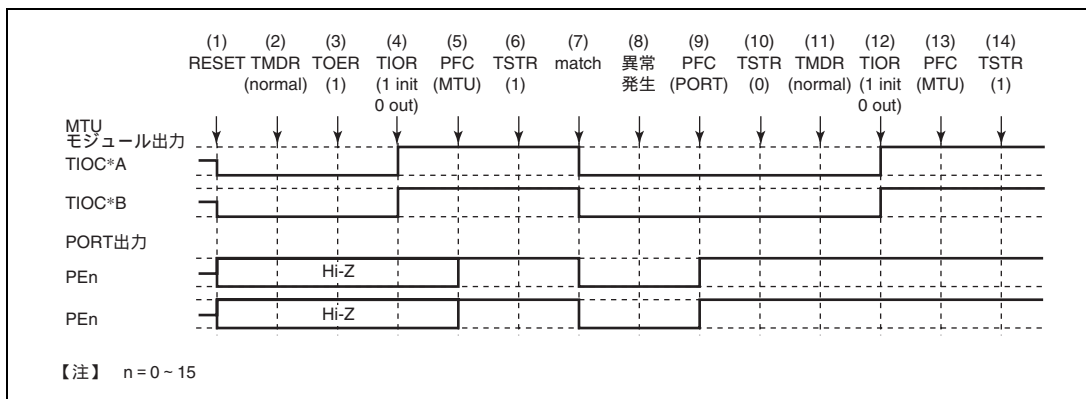 (1) (2) (3) (4) (5) (6) (7) (8) (9) (10) (11) (12) (13) (14)
RESET TMDR TOER TIOR PFC TSTR match 異常 PFC TSTR TMDR TIOR PFC TSTR
(normal) (1) (1 init (MTU) (1) 発生 (PORT) (0) (normal) (1 init (MTU) (1)
0 out) 0 out)
MTU
モジュール出力
TIOC*A
TIOC*B
PORT出力
PEn Hi-Z
PEn Hi-Z
【注】 n = 0 ~ 15